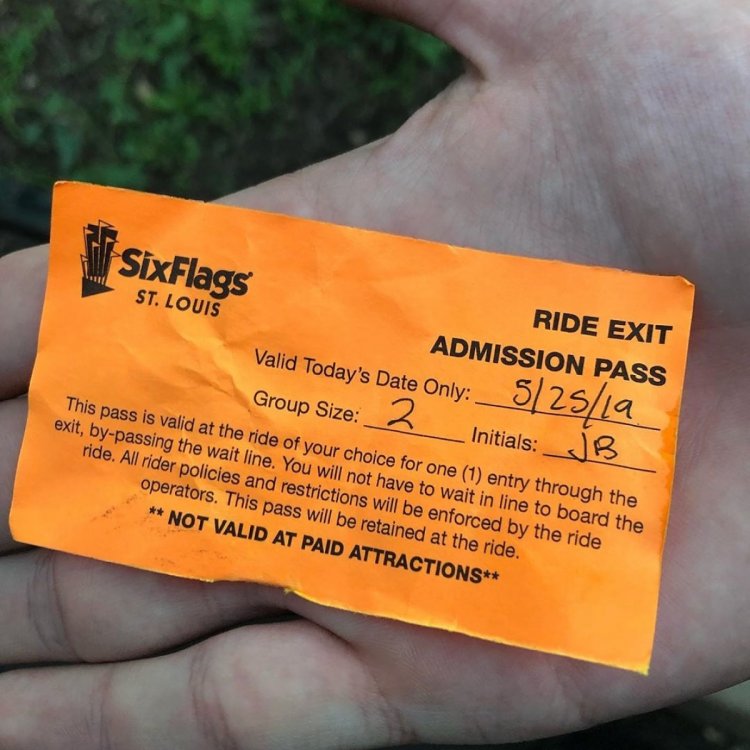 SixFlags
ST. LOUIS
RIDE EXIT
ADMISSION PASS
Valid Today's Date Only: 5/25/19
Group Size: 2 Initials: JB
This pass is valid at the ride of your choice for one (1) entry through the
exit, by-passing the wait line. You will not have to wait in line to board the
ride. All rider policies and restrictions will be enforced by the ride
operators. This pass will be retained at the ride.
** NOT VALID AT PAID ATTRACTIONS**